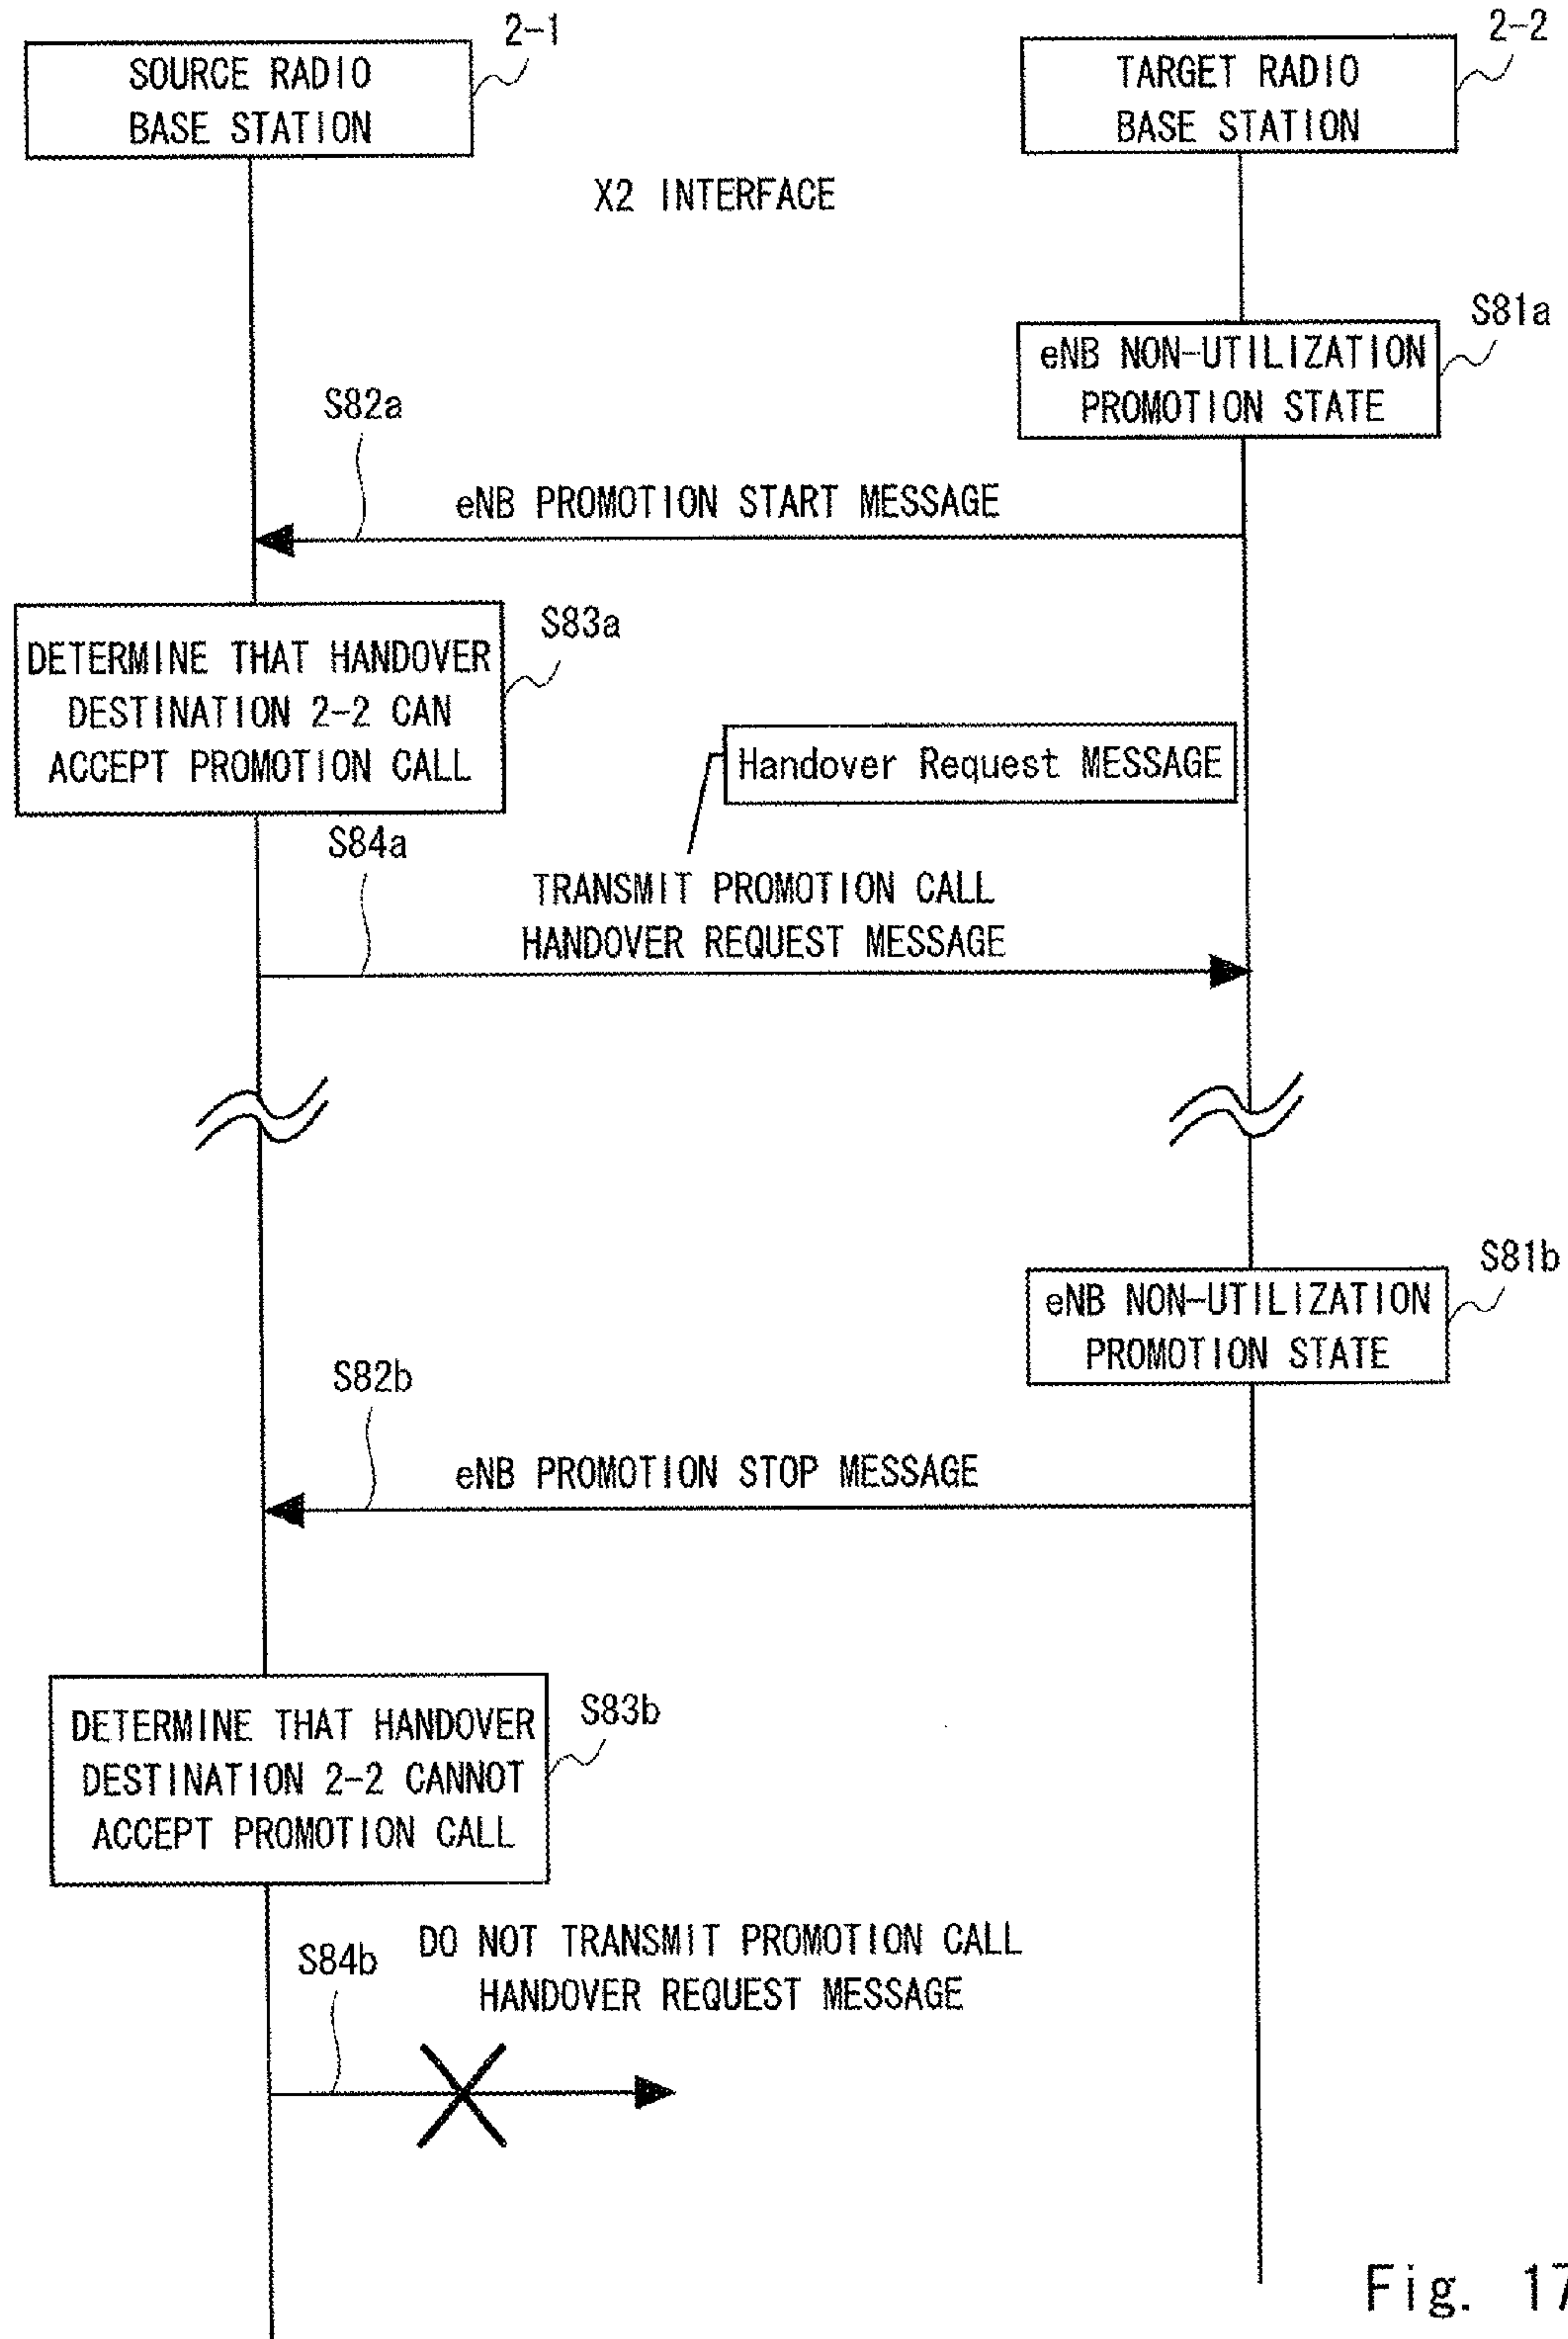 2-1
2-2
SOURCE RADIO
BASE STATION
TARGET RADIO
BASE STATION
X2 INTERFACE
S81a
eNB NON-UTILIZATION
PROMOTION STATE
S82a
eNB PROMOTION START MESSAGE
S83a
DETERMINE THAT HANDOVER
DESTINATION 2-2 CAN
ACCEPT PROMOTION CALL
Handover Request MESSAGE
S84a
TRANSMIT PROMOTION CALL
HANDOVER REQUEST MESSAGE
S81b
eNB NON-UTILIZATION
PROMOTION STATE
S82b
eNB PROMOTION STOP MESSAGE
S83b
DETERMINE THAT HANDOVER
DESTINATION 2-2 CANNOT
ACCEPT PROMOTION CALL
S84b
DO NOT TRANSMIT PROMOTION CALL
HANDOVER REQUEST MESSAGE
Fig. 17